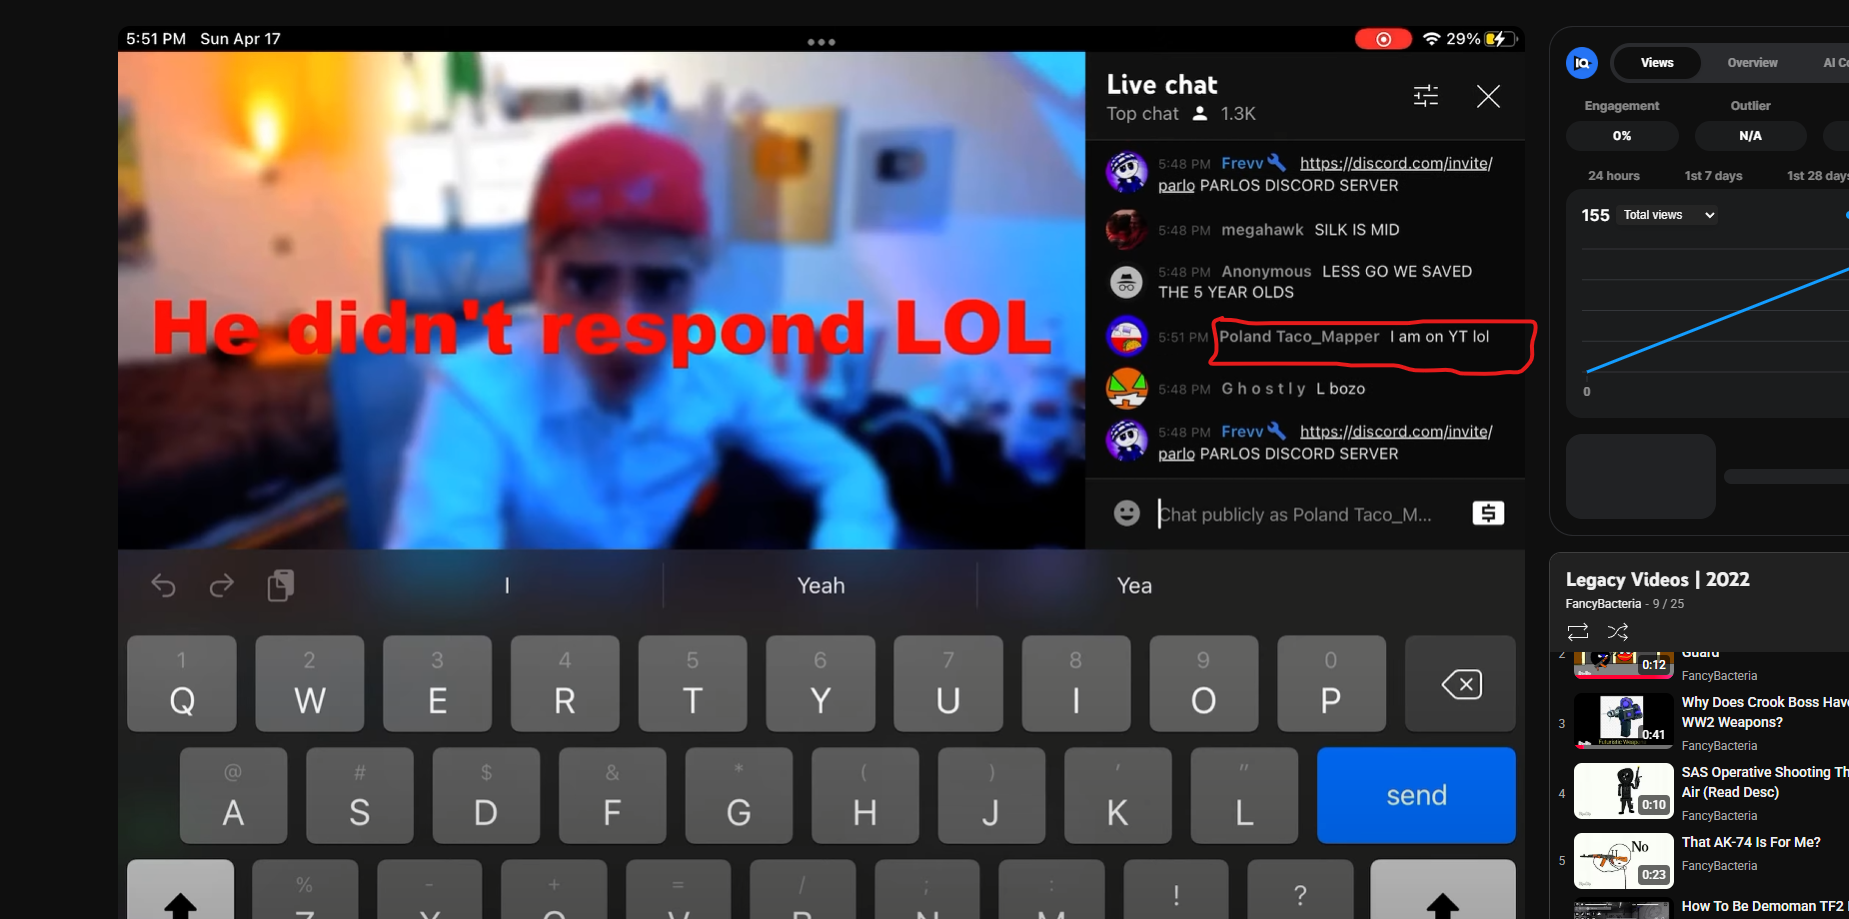 5:51 PM Sun Apr 17
29%
He didn't respond LOL
Live chat
Top chat 1.3K
5:48 PM Frevv https://discord.com/invite/
parlo PARLOS DISCORD SERVER
5:48 PM megahawk SILK IS MID
5:48 PM Anonymous LESS GO WE SAVED
THE 5 YEAR OLDS
5:51 PM Poland Taco_Mapper I am on YT lol
5:48 PM G h o s t l y L bozo
5:48 PM Frevv https://discord.com/invite/
parlo PARLOS DISCORD SERVER
Chat publicly as Poland Taco_M...
I Yeah Yea
1 2 3 4 5 6 7 8 9 0
Q W E R T Y U I O P
@ # $ & * ( ) ' "
A S D F G H J K L send
% - + = / ; : ! ?
IQ Views Overview AI Co
Engagement Outlier
0% N/A
24 hours 1st 7 days 1st 28 days
155 Total views
0
Legacy Videos | 2022
FancyBacteria - 9 / 25
2 Guard
0:12 FancyBacteria
3 Why Does Crook Boss Have
WW2 Weapons?
0:41 FancyBacteria
4 SAS Operative Shooting Th
Air (Read Desc)
0:10 FancyBacteria
5 That AK-74 Is For Me?
No
0:23 FancyBacteria
How To Be Demoman TF2